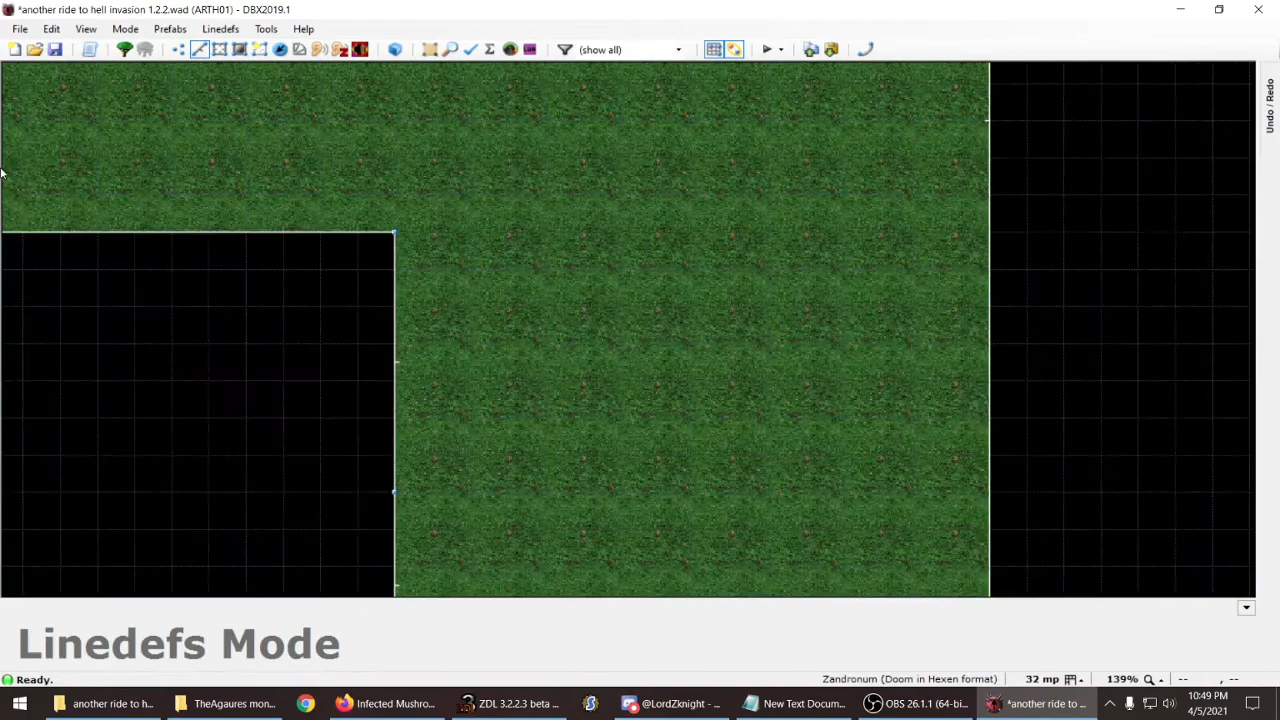 *another ride to hell invasion 1.2.2.wad (ARTH01) - DBX2019.1
File Edit View Mode Prefabs Linedefs Tools Help
(show all)
Undo / Redo
Linedefs Mode
Ready.
Zandronum (Doom in Hexen format)
32 mp
139%
-- , --
another ride to h...
TheAgaures mon...
Infected Mushro...
ZDL 3.2.2.3 beta ...
@LordZknight - ...
New Text Docum...
OBS 26.1.1 (64-bi...
*another ride to ...
10:49 PM
4/5/2021